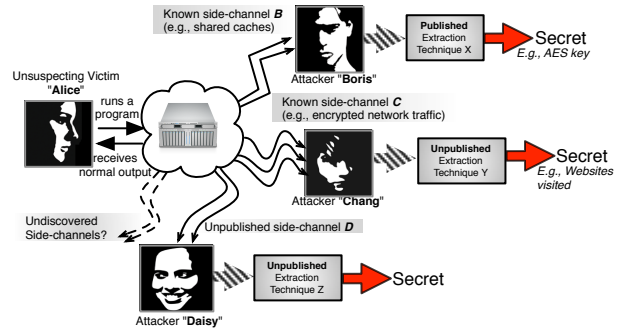 Known side-channel B
(e.g., shared caches)
Published
Extraction
Technique X
Secret
E.g., AES key
Attacker "Boris"
Unsuspecting Victim
"Alice"
runs a
program
receives
normal output
Known side-channel C
(e.g., encrypted network traffic)
Unpublished
Extraction
Technique Y
Secret
E.g., Websites
visited
Attacker "Chang"
Undiscovered
Side-channels?
Unpublished side-channel D
Unpublished
Extraction
Technique Z
Secret
Attacker "Daisy"